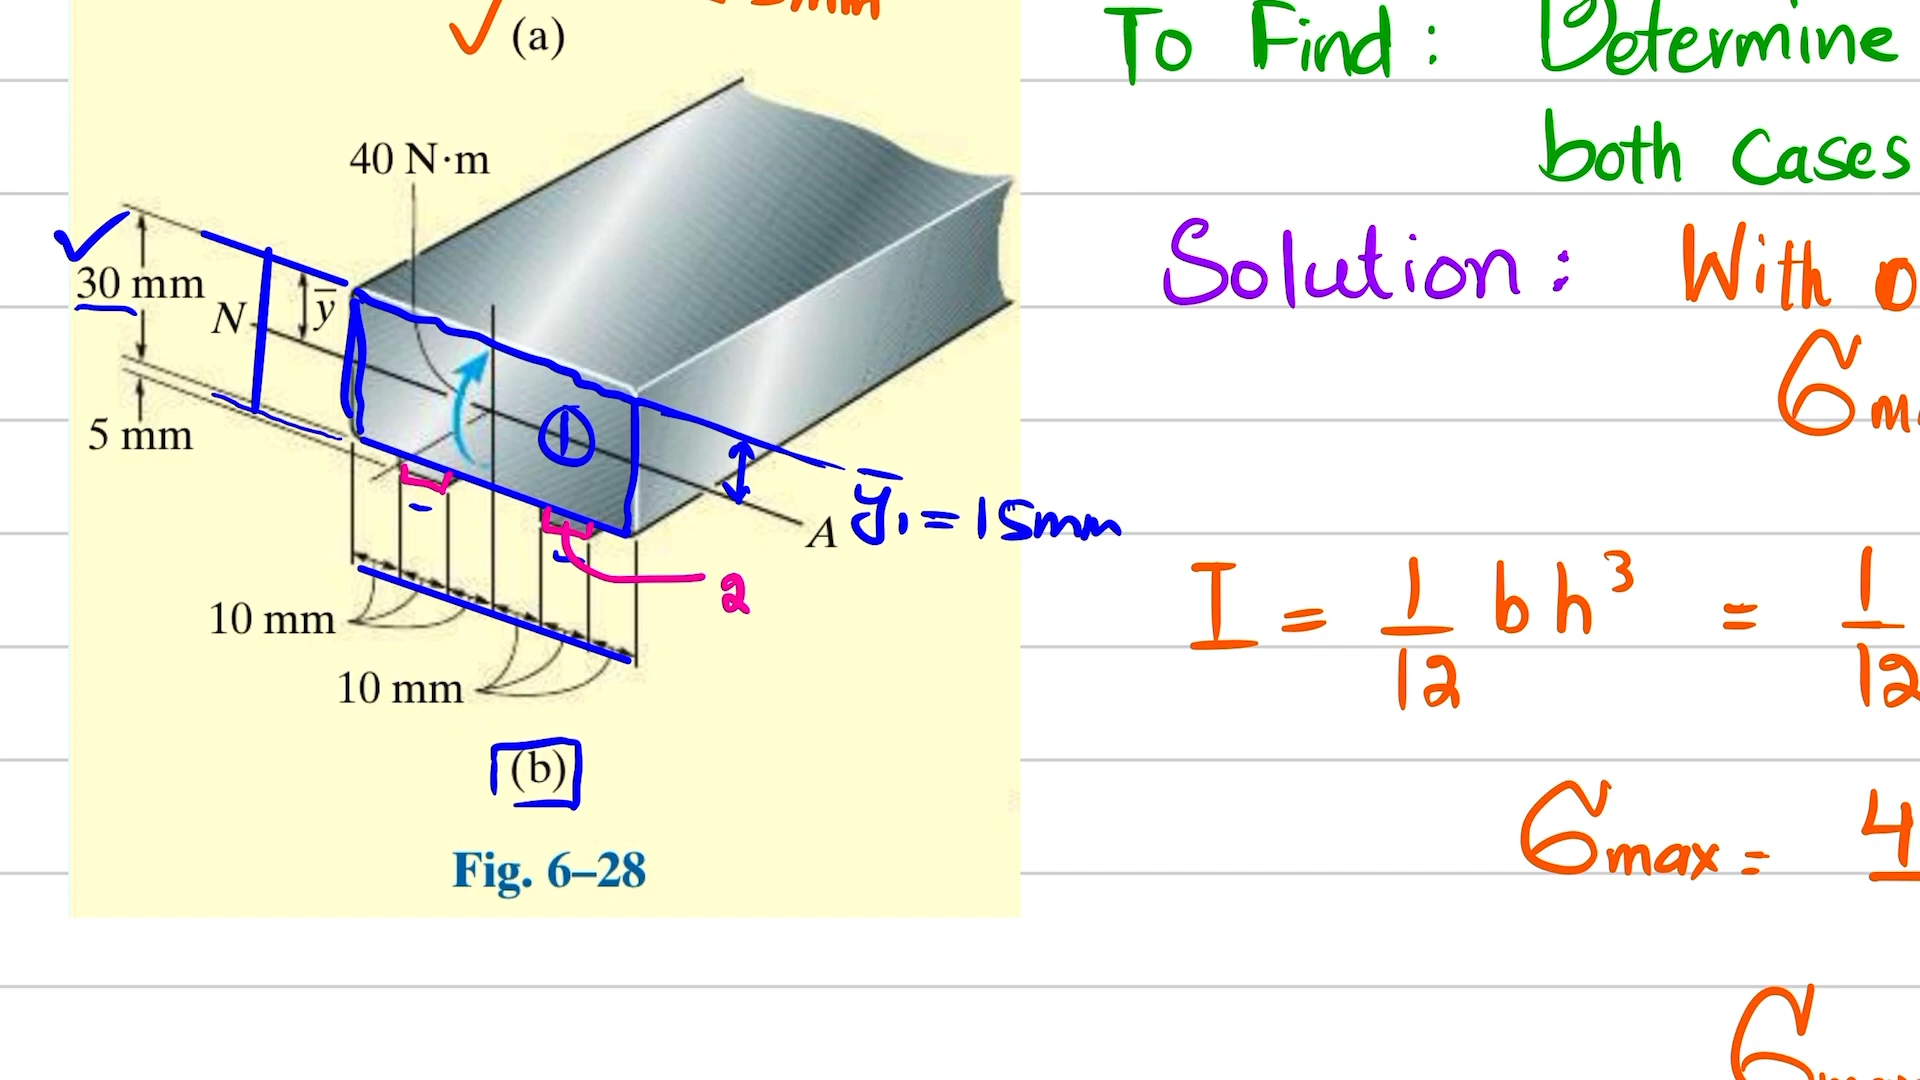 (a)
40 N·m
30 mm
N
y̅
5 mm
1
A
y̅₁ = 15mm
2
10 mm
10 mm
(b)
Fig. 6–28
To Find : Determine
both Cases
Solution : With
I = 1/12 b h³ = 1/12
σmax = 4